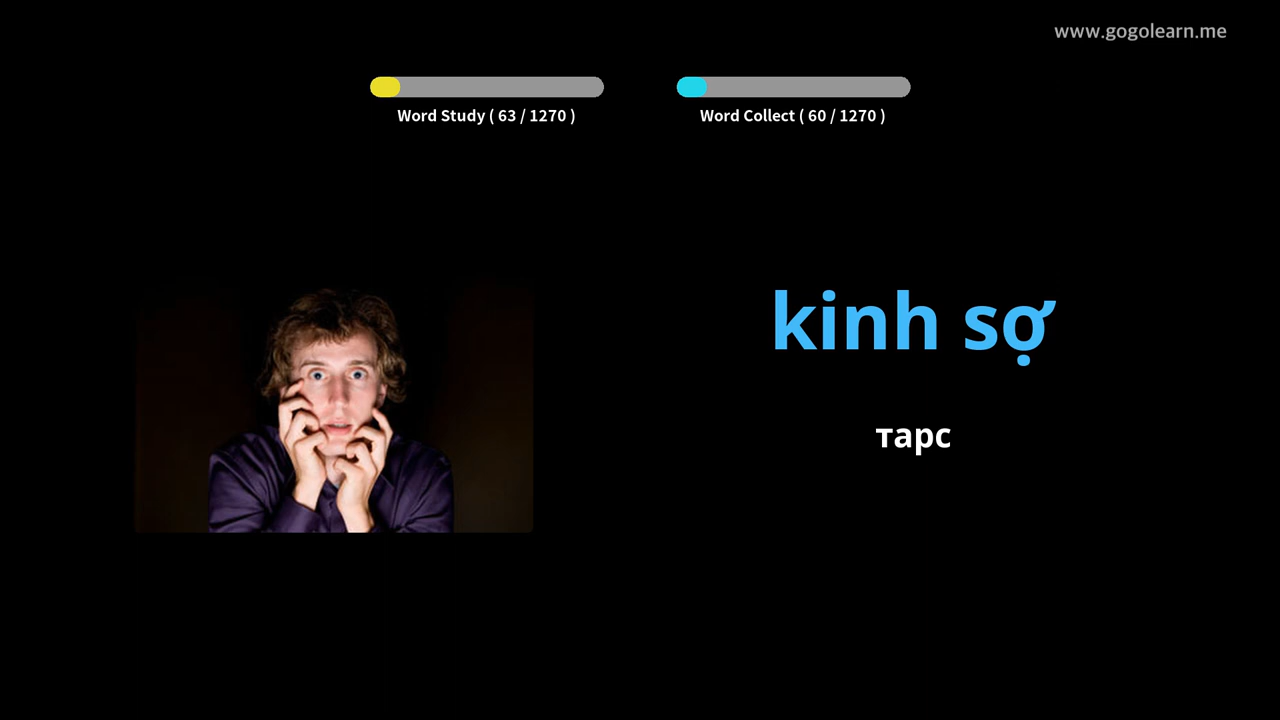 www.gogolearn.me
Word Study ( 63 / 1270 )
Word Collect ( 60 / 1270 )
kinh sợ
тарс